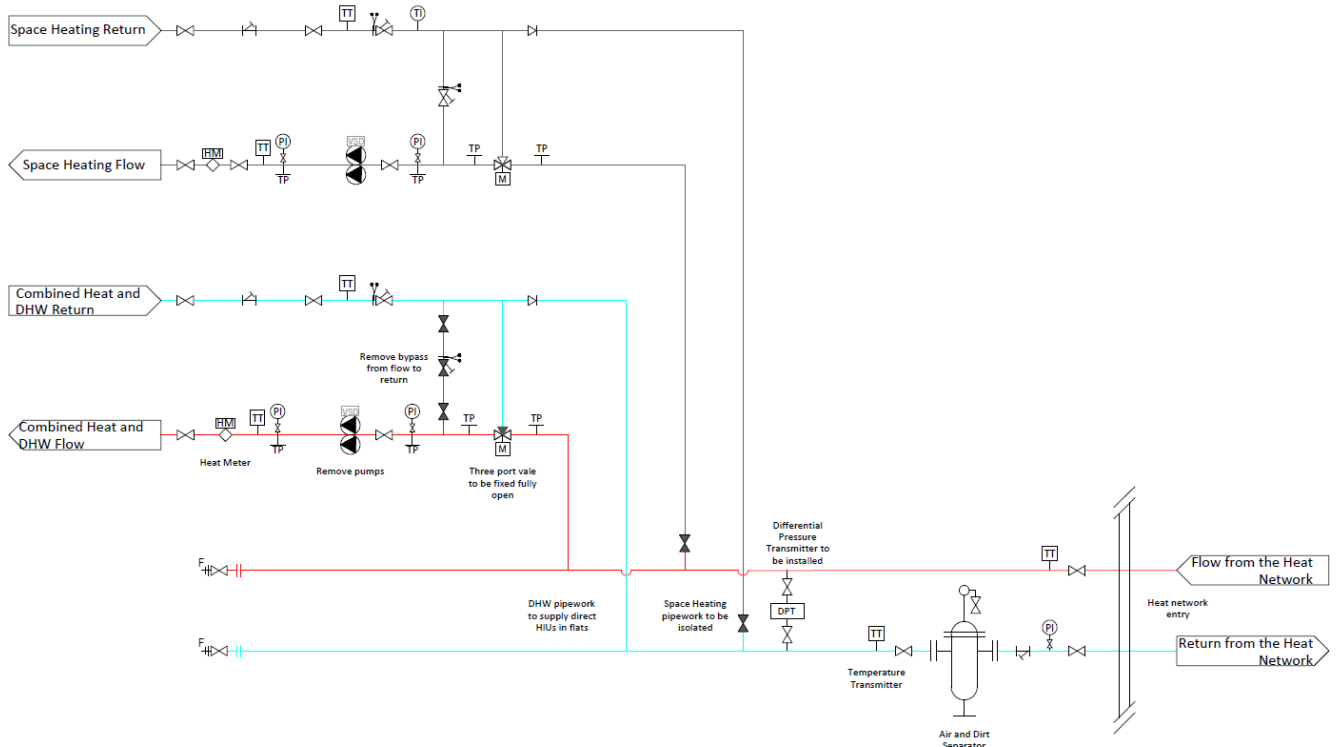 TT
TI
Space Heating Return
VSD
PI
PI
HM
TT
TP
TP
Space Heating Flow
TP
TP
M
TT
Combined Heat and
DHW Return
Remove bypass
from flow to
return
VSD
PI
PI
HM
TT
TP
TP
Combined Heat and
DHW Flow
TP
TP
M
Heat Meter
Remove pumps
Three port vale
to be fixed fully
open
Differential
Pressure
Transmitter to
be installed
TT
F
Flow from the Heat
Network
DHW pipework
to supply direct
HIUs in flats
Space Heating
pipework to be
isolated
DPT
Heat network
entry
F
TT
PI
Return from the Heat
Network
Temperature
Transmitter
Air and Dirt
Separator